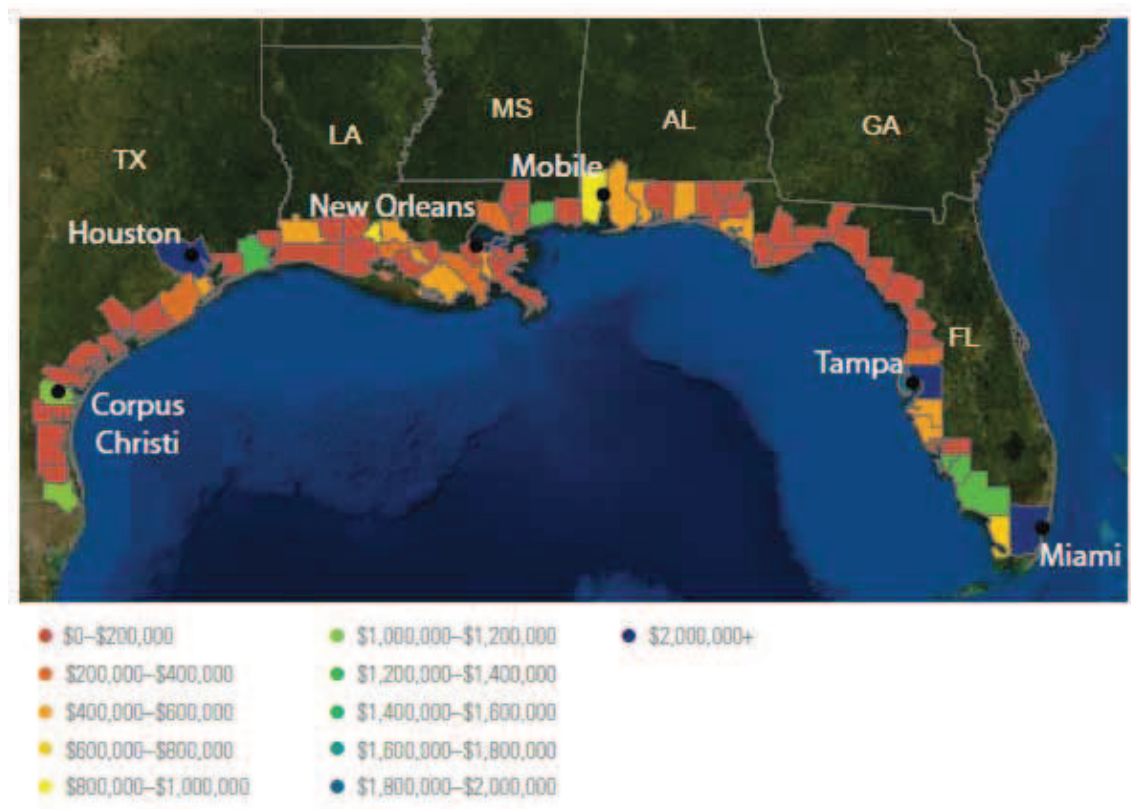 MS
AL
GA
LA
TX
Mobile
New Orleans
Houston
FL
Tampa
Corpus
Christi
Miami
$0–$200,000
$200,000–$400,000
$400,000–$600,000
$600,000–$800,000
$800,000–$1,000,000
$1,000,000–$1,200,000
$1,200,000–$1,400,000
$1,400,000–$1,600,000
$1,600,000–$1,800,000
$1,800,000–$2,000,000
$2,000,000+